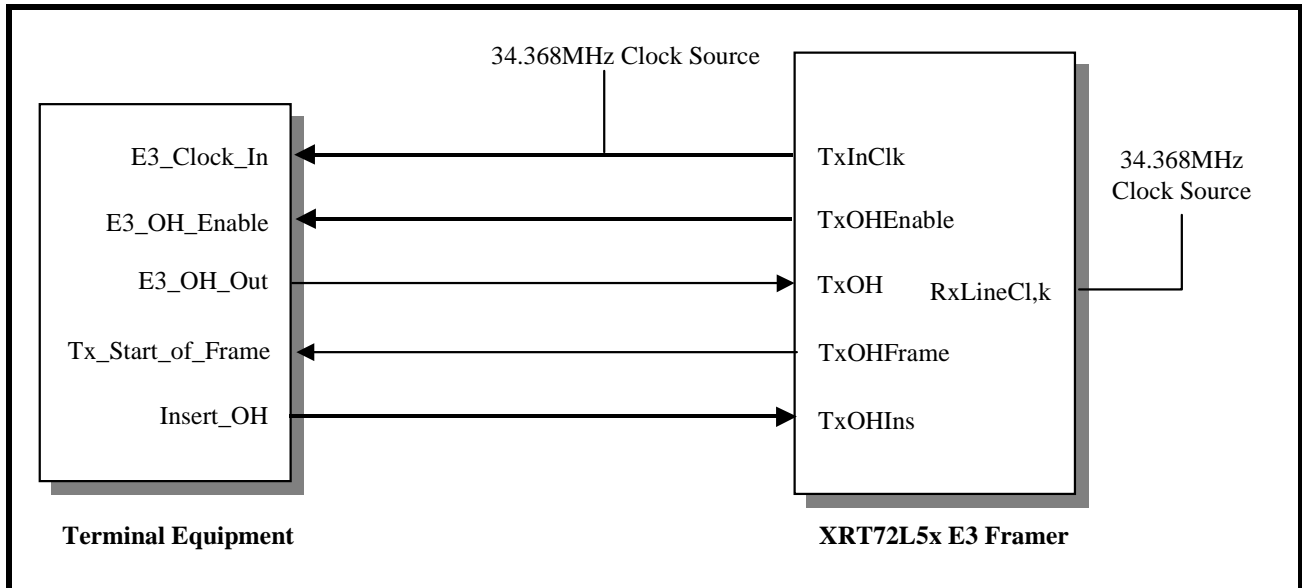 34.368MHz Clock Source
E3_Clock_In
E3_OH_Enable
E3_OH_Out
Tx_Start_of_Frame
Insert_OH
TxInClk
TxOHEnable
TxOH
RxLineCl,k
TxOHFrame
TxOHIns
34.368MHz
Clock Source
Terminal Equipment
XRT72L5x E3 Framer